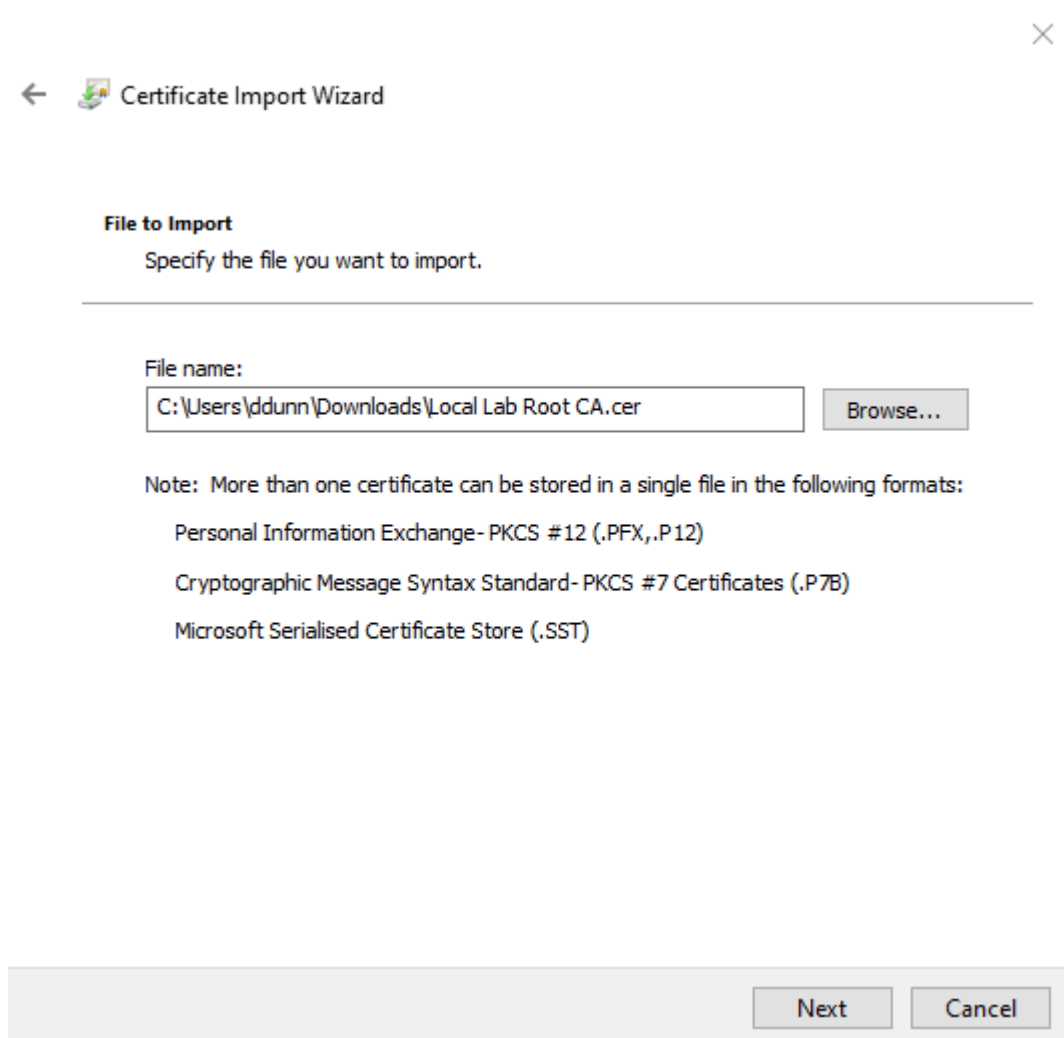 Certificate Import Wizard
File to Import
Specify the file you want to import.
File name:
C:\Users\ddunn\Downloads\Local Lab Root CA.cer
Browse...
Note:  More than one certificate can be stored in a single file in the following formats:
Personal Information Exchange- PKCS #12 (.PFX,.P12)
Cryptographic Message Syntax Standard- PKCS #7 Certificates (.P7B)
Microsoft Serialised Certificate Store (.SST)
Next
Cancel